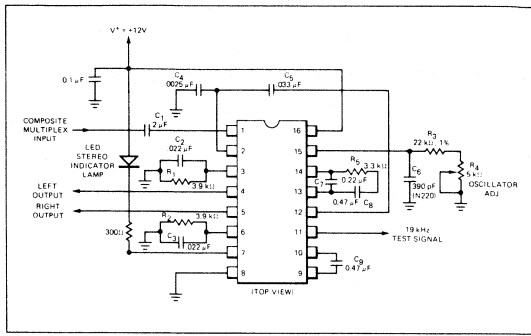 V+ = +12V
0.1 µF
C4
.0025 µF
C5
.033 µF
C1
2 µF
COMPOSITE
MULTIPLEX
INPUT
LED
STEREO
INDICATOR
LAMP
C2
.022 µF
R1
3.9 kΩ
LEFT
OUTPUT
RIGHT
OUTPUT
R2
3.9 kΩ
C3
.022 µF
300Ω
1
2
3
4
5
6
7
8
16
15
14
13
12
11
10
9
(TOP VIEW)
R3
22 kΩ, 1%
R5
3.3 kΩ
C7
0.22 µF
0.47 µF
C8
C6
390 pF
(N220)
R4
5 kΩ
OSCILLATOR
ADJ
19 kHz
TEST SIGNAL
C9
0.47 µF